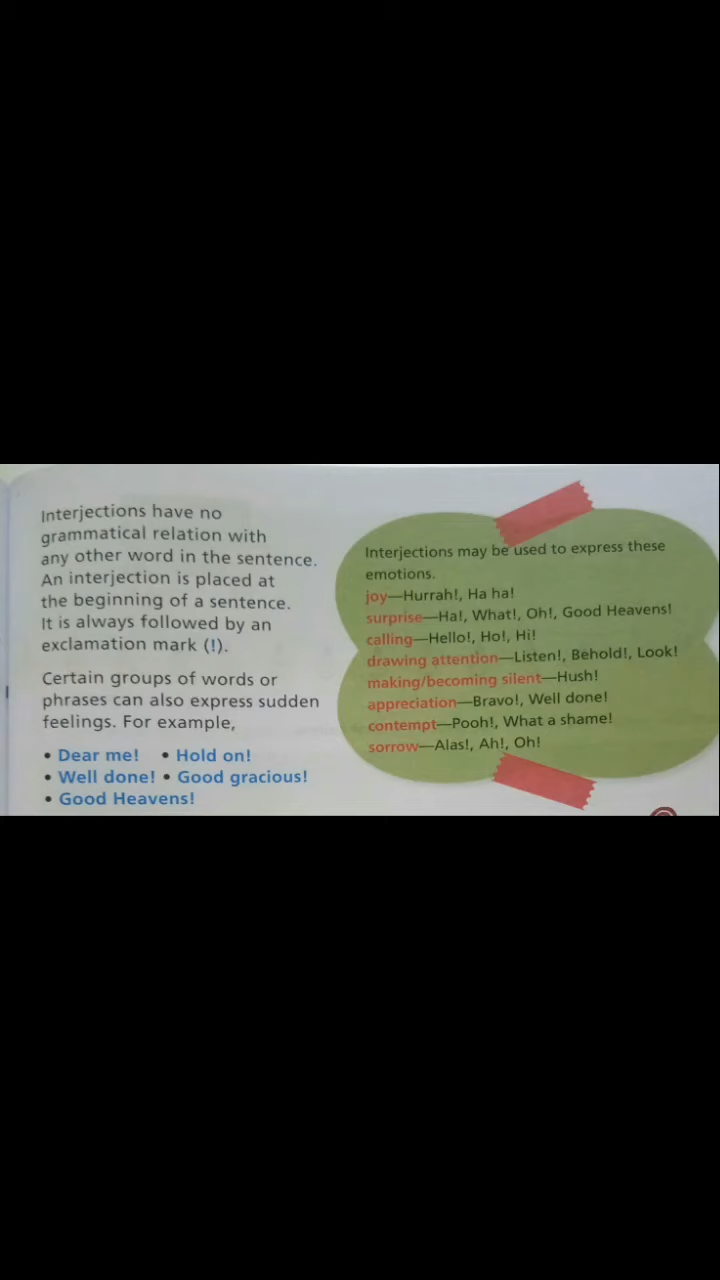 Interjections have no
grammatical relation with
any other word in the sentence.
An interjection is placed at
the beginning of a sentence.
It is always followed by an
exclamation mark (!).
Certain groups of words or
phrases can also express sudden
feelings. For example,
• Dear me! • Hold on!
• Well done! • Good gracious!
• Good Heavens!
Interjections may be used to express these
emotions.
joy—Hurrah!, Ha ha!
surprise—Ha!, What!, Oh!, Good Heavens!
calling—Hello!, Ho!, Hi!
drawing attention—Listen!, Behold!, Look!
making/becoming silent—Hush!
appreciation—Bravo!, Well done!
contempt—Pooh!, What a shame!
sorrow—Alas!, Ah!, Oh!